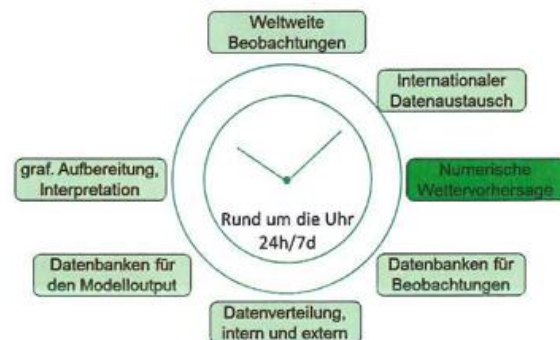 Weltweite
Beobachtungen
Internationaler
Datenaustausch
Numerische
Wettervorhersage
Datenbanken für
Beobachtungen
Datenverteilung,
intern und extern
Datenbanken für
den Modelloutput
graf. Aufbereitung,
Interpretation
Rund um die Uhr
24h/7d